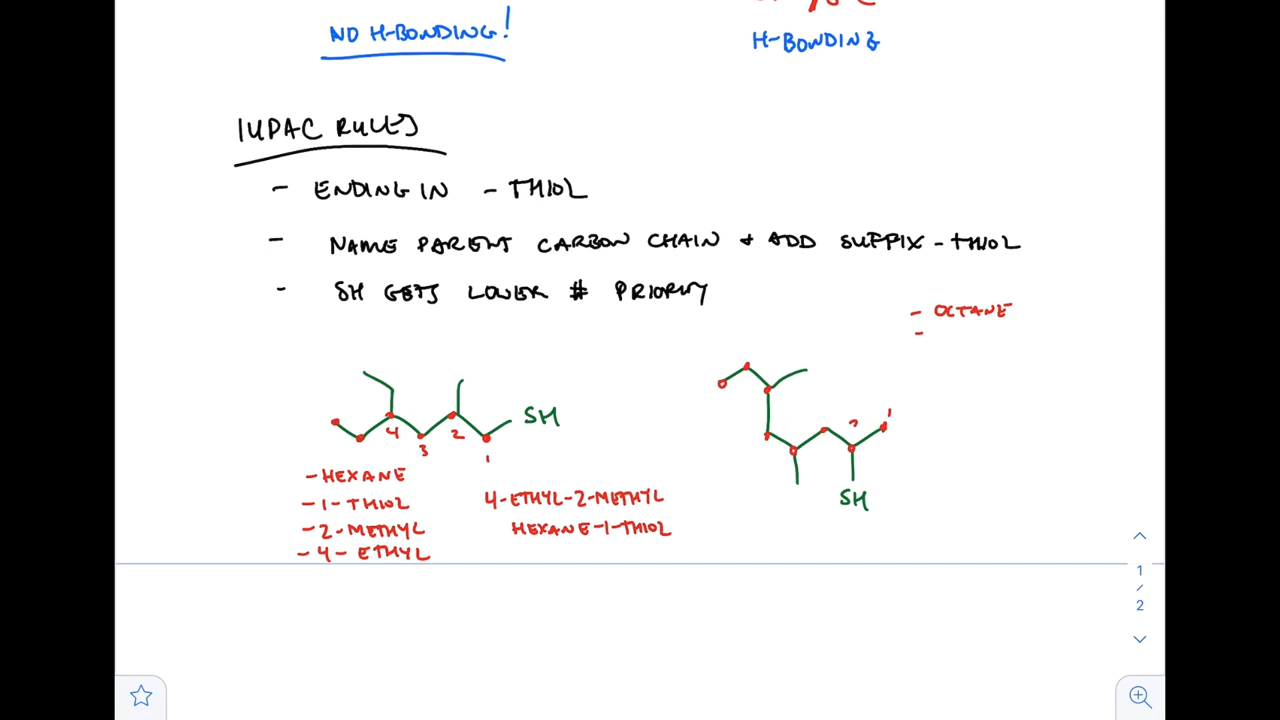 NO H-BONDING!
H-BONDING
IUPAC RULES
- ENDING IN - THIOL
- NAME PARENT CARBON CHAIN + ADD SUFFIX - THIOL
- SH GETS LOWER # PRIORITY
- OCTANE
-
SH
4
3
2
1
2
1
SH
- HEXANE
- 1 - THIOL
- 2 - METHYL
- 4 - ETHYL
4-ETHYL-2-METHYL
HEXANE-1-THIOL
1
/
2